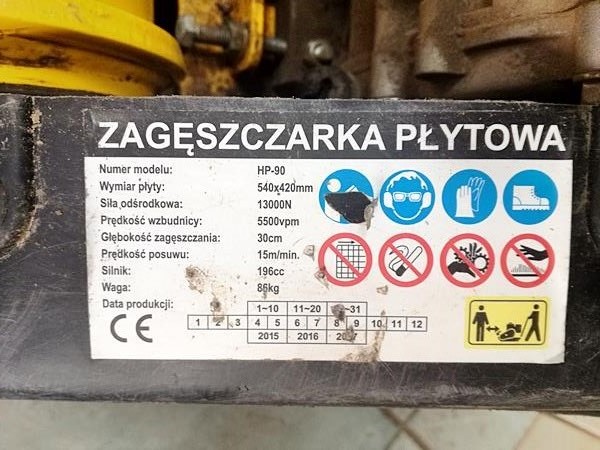 ZAGĘSZCZARKA PŁYTOWA
Numer modelu: HP-90
Wymiar płyty: 540x420mm
Siła odśrodkowa: 13000N
Prędkość wzbudnicy: 5500vpm
Głębokość zagęszczania: 30cm
Prędkość posuwu: 15m/min.
Silnik: 196cc
Waga: 86kg
Data produkcji: 1~10 11~20 ~31
1 2 3 4 5 6 7 8 9 10 11 12
2015 2016
CE